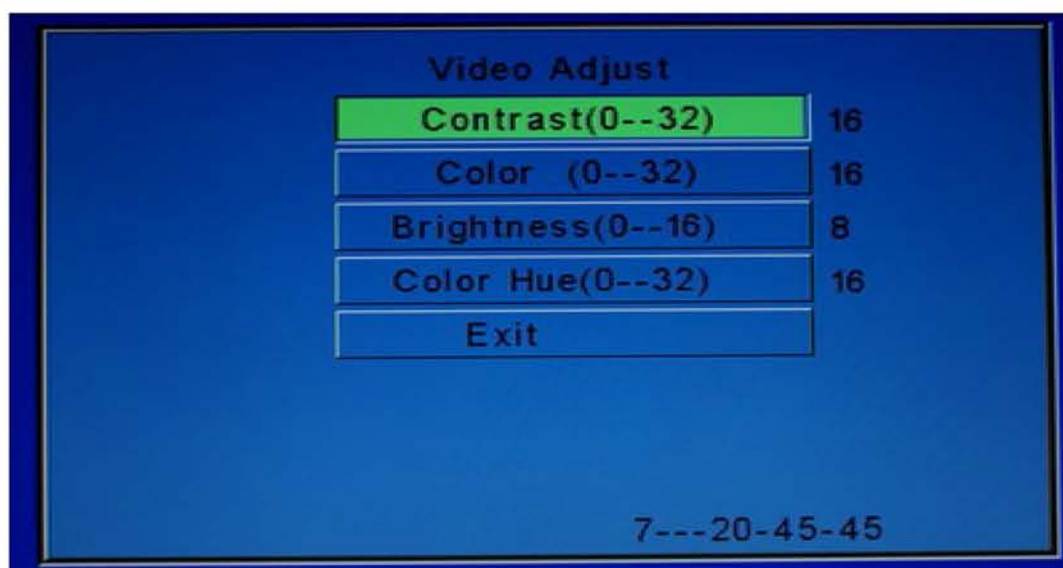 Video Adjust
Contrast(0--32) 16
Color (0--32) 16
Brightness(0--16) 8
Color Hue(0--32) 16
Exit
7---20-45-45